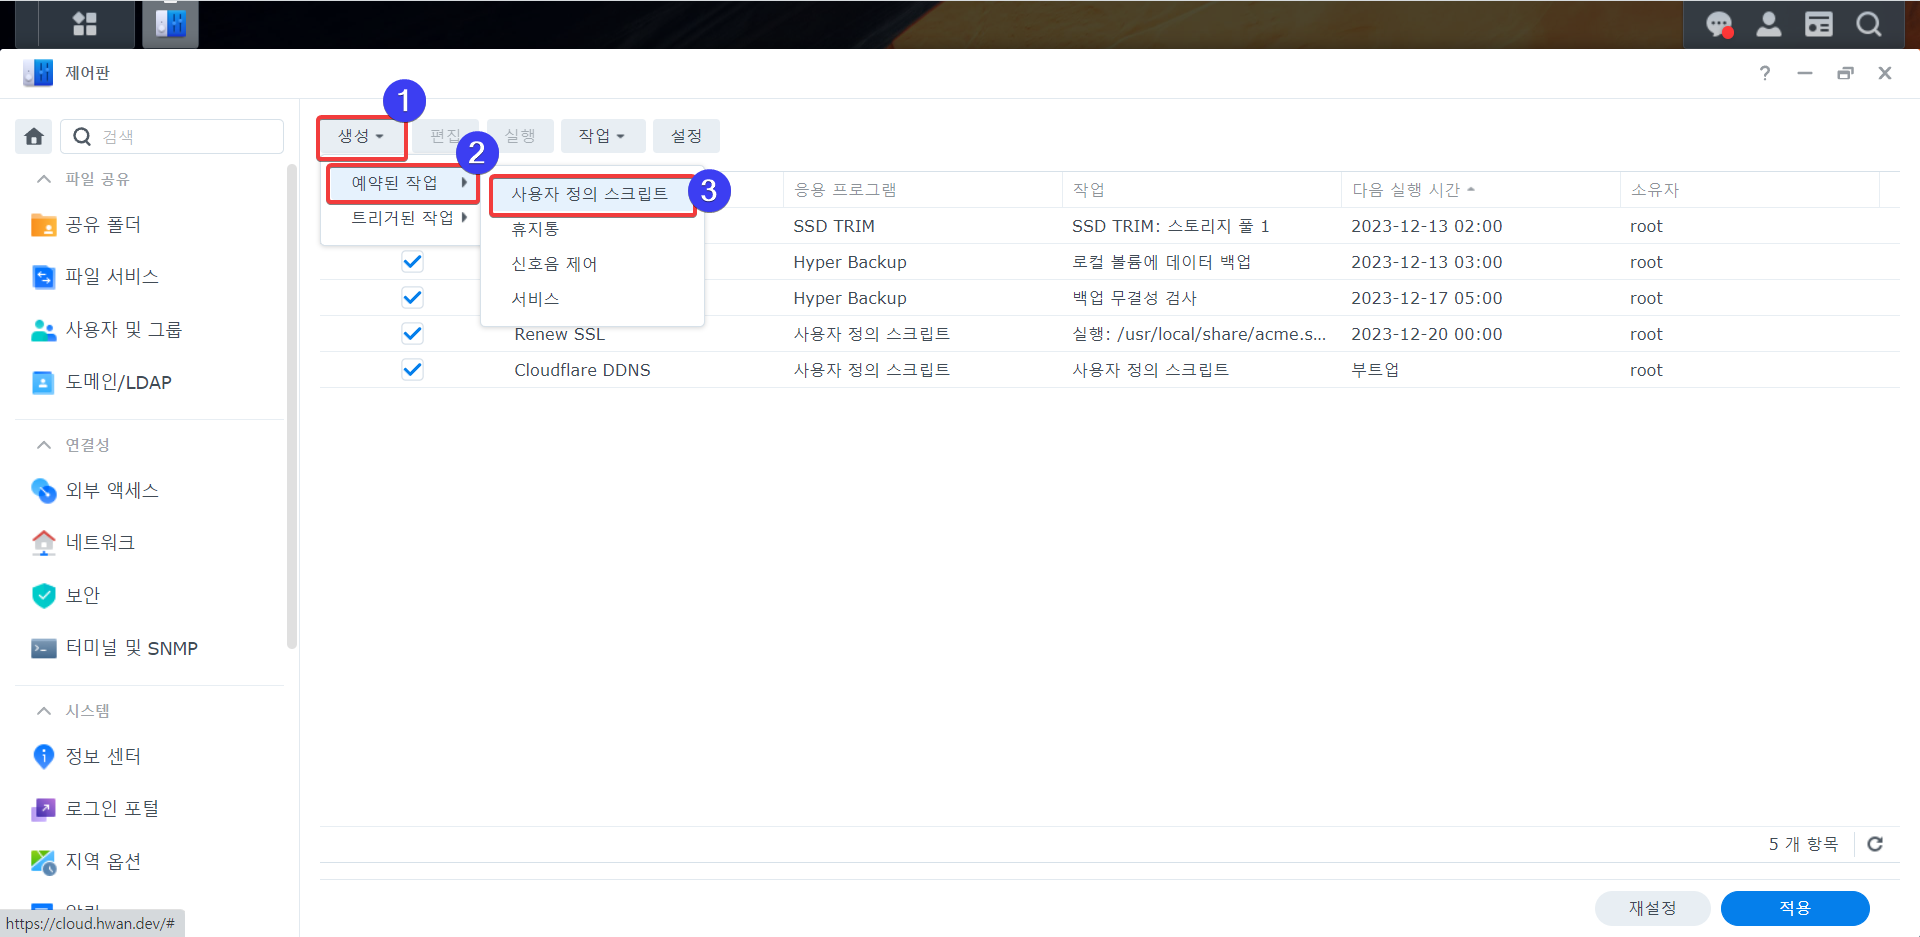 제어판
1
생성
편집
실행
작업
설정
검색
2
예약된 작업
트리거된 작업
사용자 정의 스크립트
3
휴지통
신호음 제어
서비스
응용 프로그램
작업
다음 실행 시간
소유자
SSD TRIM
SSD TRIM: 스토리지 풀 1
2023-12-13 02:00
root
Hyper Backup
로컬 볼륨에 데이터 백업
2023-12-13 03:00
root
Hyper Backup
백업 무결성 검사
2023-12-17 05:00
root
Renew SSL
사용자 정의 스크립트
실행: /usr/local/share/acme.s...
2023-12-20 00:00
root
Cloudflare DDNS
사용자 정의 스크립트
사용자 정의 스크립트
부트업
root
파일 공유
공유 폴더
파일 서비스
사용자 및 그룹
도메인/LDAP
연결성
외부 액세스
네트워크
보안
터미널 및 SNMP
시스템
정보 센터
로그인 포털
지역 옵션
https://cloud.hwan.dev/#
5 개 항목
재설정
적용